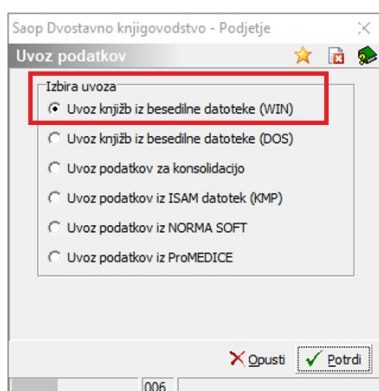 Saop Dvostavno knjigovodstvo - Podjetje
Uvoz podatkov
Izbira uvoza
Uvoz knjižb iz besedilne datoteke (WIN)
Uvoz knjižb iz besedilne datoteke (DOS)
Uvoz podatkov za konsolidacijo
Uvoz podatkov iz ISAM datotek (KMP)
Uvoz podatkov iz NORMA SOFT
Uvoz podatkov iz ProMEDICE
Opusti Potrdi
006